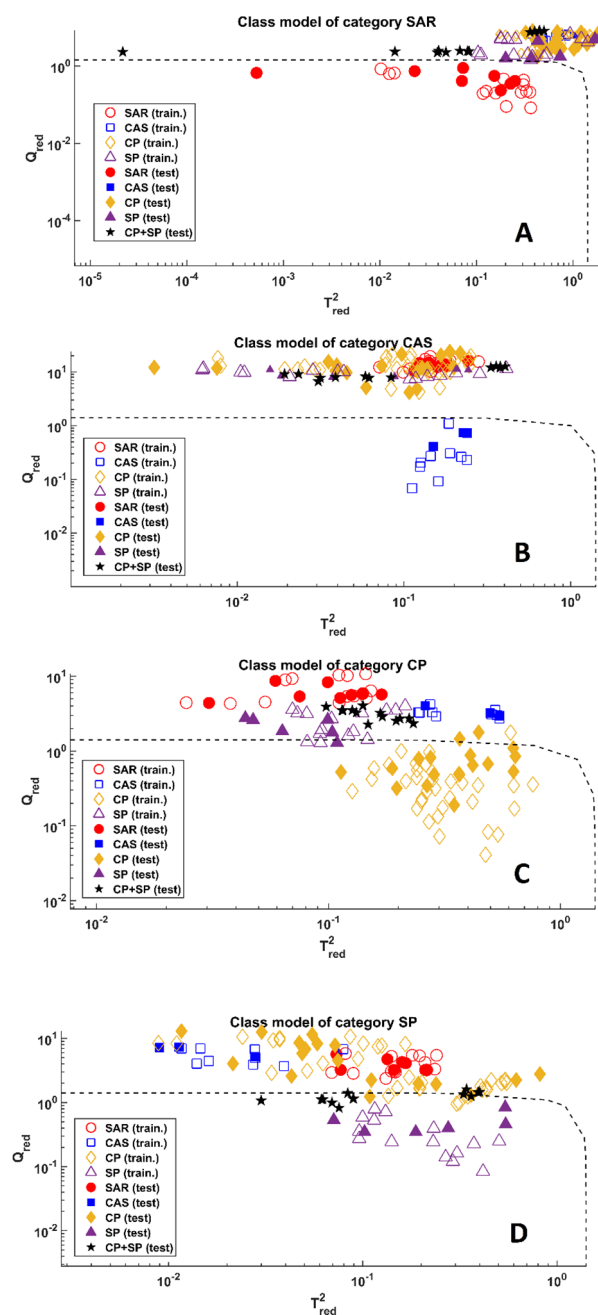 Class model of category SAR
10^0
10^-2
10^-4
Q_red
SAR (train.)
CAS (train.)
CP (train.)
SP (train.)
SAR (test)
CAS (test)
CP (test)
SP (test)
CP+SP (test)
A
10^-5 10^-4 10^-3 10^-2 10^-1 10^0
T^2_red
Class model of category CAS
10^1
10^0
10^-1
10^-2
Q_red
SAR (train.)
CAS (train.)
CP (train.)
SP (train.)
SAR (test)
CAS (test)
CP (test)
SP (test)
CP+SP (test)
B
10^-2 10^-1 10^0
T^2_red
Class model of category CP
10^1
10^0
10^-1
10^-2
Q_red
SAR (train.)
CAS (train.)
CP (train.)
SP (train.)
SAR (test)
CAS (test)
CP (test)
SP (test)
CP+SP (test)
C
10^-2 10^-1 10^0
T^2_red
Class model of category SP
10^1
10^0
10^-1
10^-2
Q_red
SAR (train.)
CAS (train.)
CP (train.)
SP (train.)
SAR (test)
CAS (test)
CP (test)
SP (test)
CP+SP (test)
D
10^-2 10^-1 10^0
T^2_red